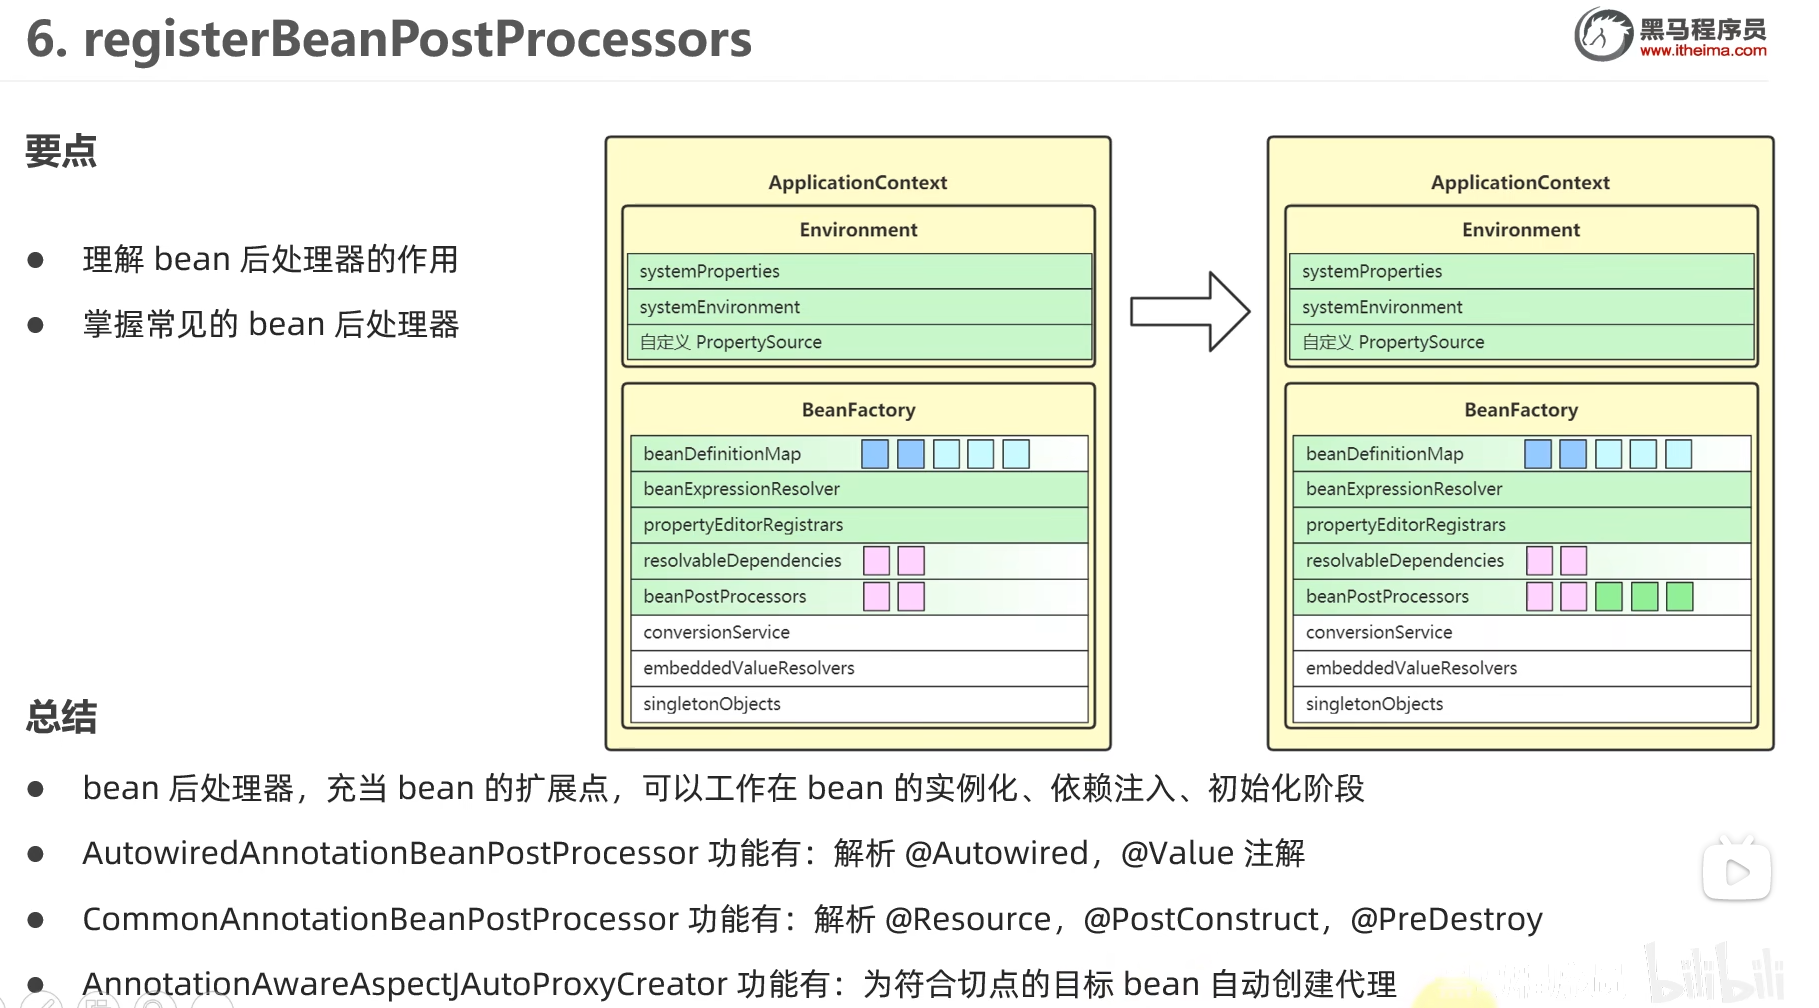 6. registerBeanPostProcessors
黑马程序员
www.itheima.com
要点
● 理解 bean 后处理器的作用
● 掌握常见的 bean 后处理器
ApplicationContext
Environment
systemProperties
systemEnvironment
自定义 PropertySource
BeanFactory
beanDefinitionMap
beanExpressionResolver
propertyEditorRegistrars
resolvableDependencies
beanPostProcessors
conversionService
embeddedValueResolvers
singletonObjects
ApplicationContext
Environment
systemProperties
systemEnvironment
自定义 PropertySource
BeanFactory
beanDefinitionMap
beanExpressionResolver
propertyEditorRegistrars
resolvableDependencies
beanPostProcessors
conversionService
embeddedValueResolvers
singletonObjects
总结
● bean 后处理器，充当 bean 的扩展点，可以工作在 bean 的实例化、依赖注入、初始化阶段
● AutowiredAnnotationBeanPostProcessor 功能有：解析 @Autowired，@Value 注解
● CommonAnnotationBeanPostProcessor 功能有：解析 @Resource，@PostConstruct，@PreDestroy
● AnnotationAwareAspectJAutoProxyCreator 功能有：为符合切点的目标 bean 自动创建代理
bilibili